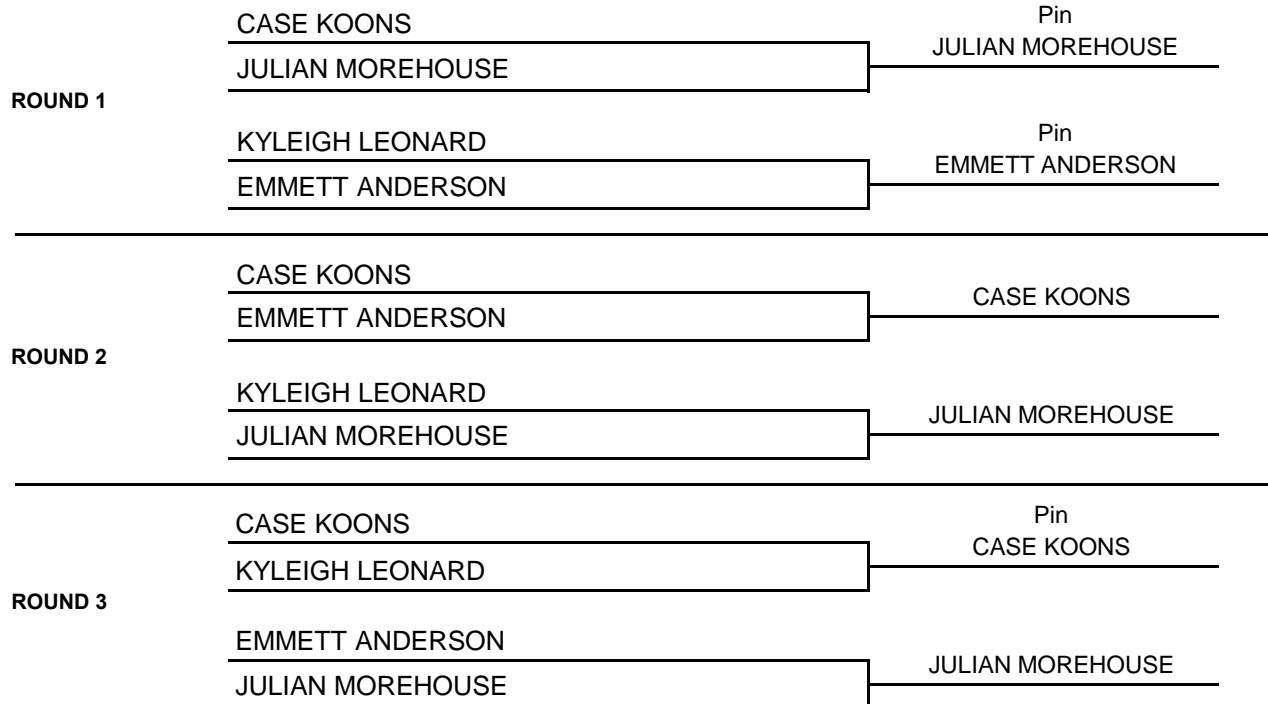 CASE KOONS
Pin
JULIAN MOREHOUSE
JULIAN MOREHOUSE
ROUND 1
KYLEIGH LEONARD
Pin
EMMETT ANDERSON
EMMETT ANDERSON
CASE KOONS
CASE KOONS
EMMETT ANDERSON
ROUND 2
KYLEIGH LEONARD
JULIAN MOREHOUSE
JULIAN MOREHOUSE
CASE KOONS
Pin
CASE KOONS
KYLEIGH LEONARD
ROUND 3
EMMETT ANDERSON
JULIAN MOREHOUSE
JULIAN MOREHOUSE